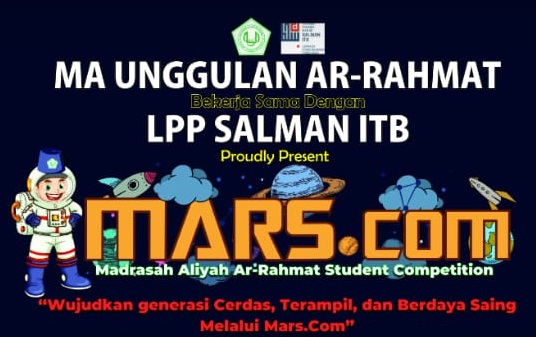 MA UNGGULAN AR-RAHMAT
Bekerja Sama Dengan
LPP SALMAN ITB
Proudly Present
MARS.com
Madrasah Aliyah Ar-Rahmat Student Competition
“Wujudkan generasi Cerdas, Terampil, dan Berdaya Saing
Melalui Mars.Com”